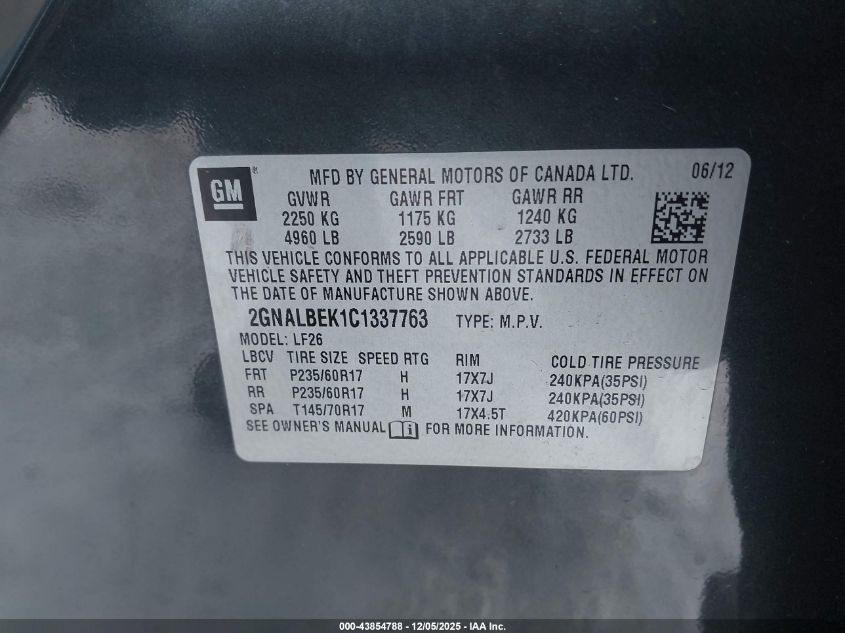 GM ® MFD BY GENERAL MOTORS OF CANADA LTD. 06/12
GVWR GAWR FRT GAWR RR
2250 KG 1175 KG 1240 KG
4960 LB 2590 LB 2733 LB
THIS VEHICLE CONFORMS TO ALL APPLICABLE U.S. FEDERAL MOTOR
VEHICLE SAFETY AND THEFT PREVENTION STANDARDS IN EFFECT ON
THE DATE OF MANUFACTURE SHOWN ABOVE.
2GNALBEK1C1337763 TYPE: M.P.V.
MODEL: LF26
LBCV TIRE SIZE SPEED RTG RIM COLD TIRE PRESSURE
FRT P235/60R17 H 17X7J 240KPA(35PSI)
RR P235/60R17 H 17X7J 240KPA(35PSI)
SPA T145/70R17 M 17X4.5T 420KPA(60PSI)
SEE OWNER'S MANUAL i FOR MORE INFORMATION.
000-43854788 - 12/05/2025 - IAA Inc.